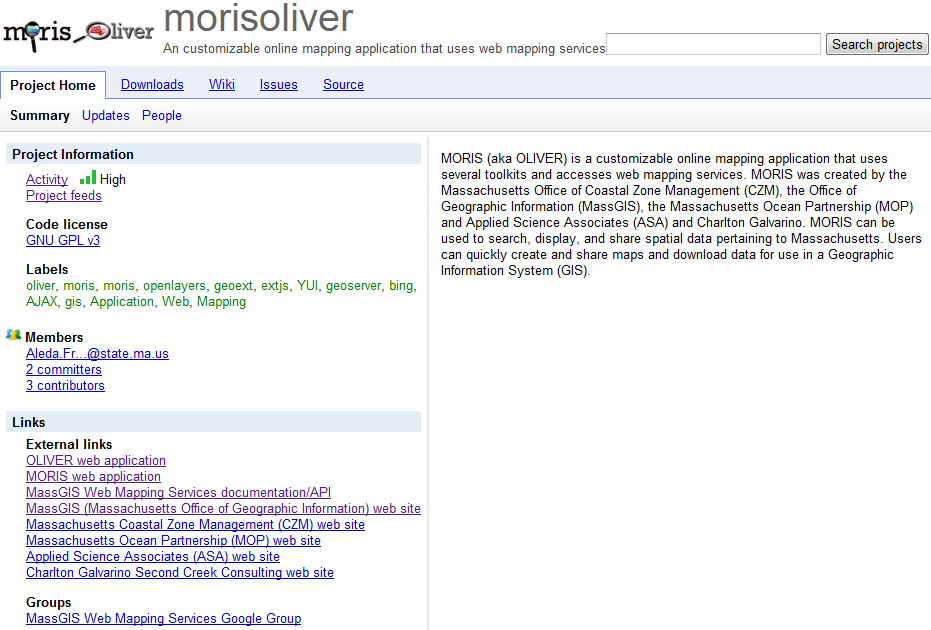 moris Oliver
morisoliver
An customizable online mapping application that uses web mapping services
Search projects
Project Home Downloads Wiki Issues Source
Summary Updates People
Project Information
Activity High
Project feeds
Code license
GNU GPL v3
Labels
oliver, moris, moris, openlayers, geoext, extjs, YUI, geoserver, bing,
AJAX, gis, Application, Web, Mapping
Members
Aleda.Fr...@state.ma.us
2 committers
3 contributors
Links
External links
OLIVER web application
MORIS web application
MassGIS Web Mapping Services documentation/API
MassGIS (Massachusetts Office of Geographic Information) web site
Massachusetts Coastal Zone Management (CZM) web site
Massachusetts Ocean Partnership (MOP) web site
Applied Science Associates (ASA) web site
Charlton Galvarino Second Creek Consulting web site
Groups
MassGIS Web Mapping Services Google Group
MORIS (aka OLIVER) is a customizable online mapping application that uses
several toolkits and accesses web mapping services. MORIS was created by the
Massachusetts Office of Coastal Zone Management (CZM), the Office of
Geographic Information (MassGIS), the Massachusetts Ocean Partnership (MOP)
and Applied Science Associates (ASA) and Charlton Galvarino. MORIS can be
used to search, display, and share spatial data pertaining to Massachusetts. Users
can quickly create and share maps and download data for use in a Geographic
Information System (GIS).